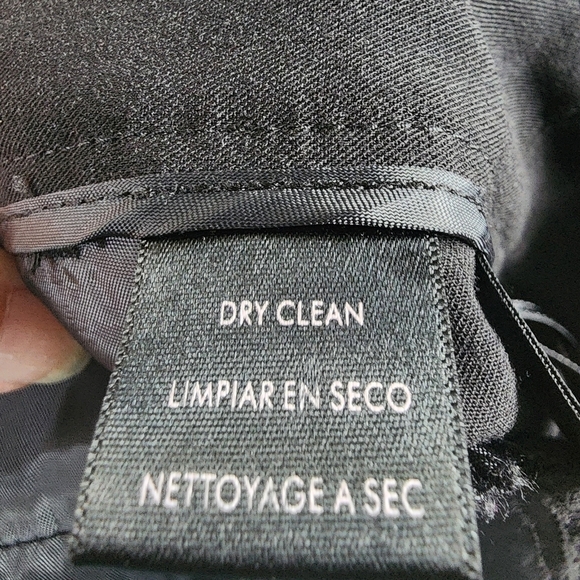 DRY CLEAN
LIMPIAR EN SECO
NETTOYAGE A SEC